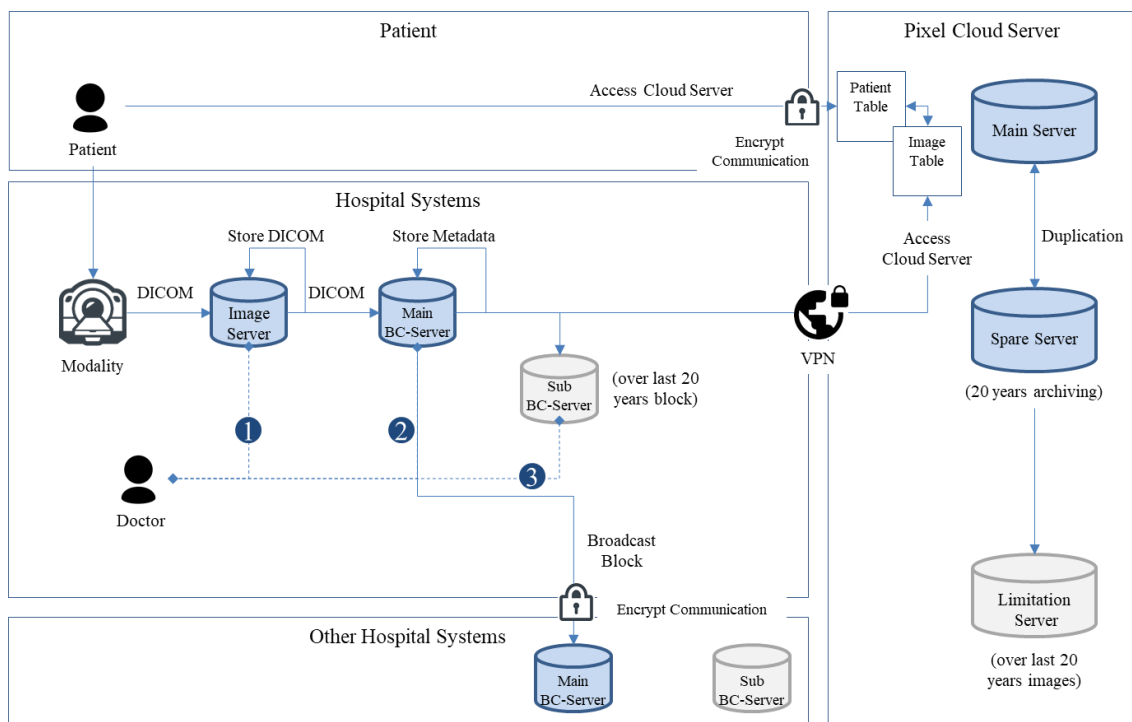 Patient
Access Cloud Server
Patient
Encrypt
Communication
Pixel Cloud Server
Patient
Table
Image
Table
Main Server
Access
Cloud Server
Duplication
Spare Server
(20 years archiving)
Limitation
Server
(over last 20
years images)
Hospital Systems
Store DICOM
Store Metadata
DICOM
DICOM
Image
Server
Main
BC-Server
Modality
VPN
Sub
BC-Server
(over last 20
years block)
1
2
3
Doctor
Broadcast
Block
Encrypt Communication
Other Hospital Systems
Main
BC-Server
Sub
BC-Server